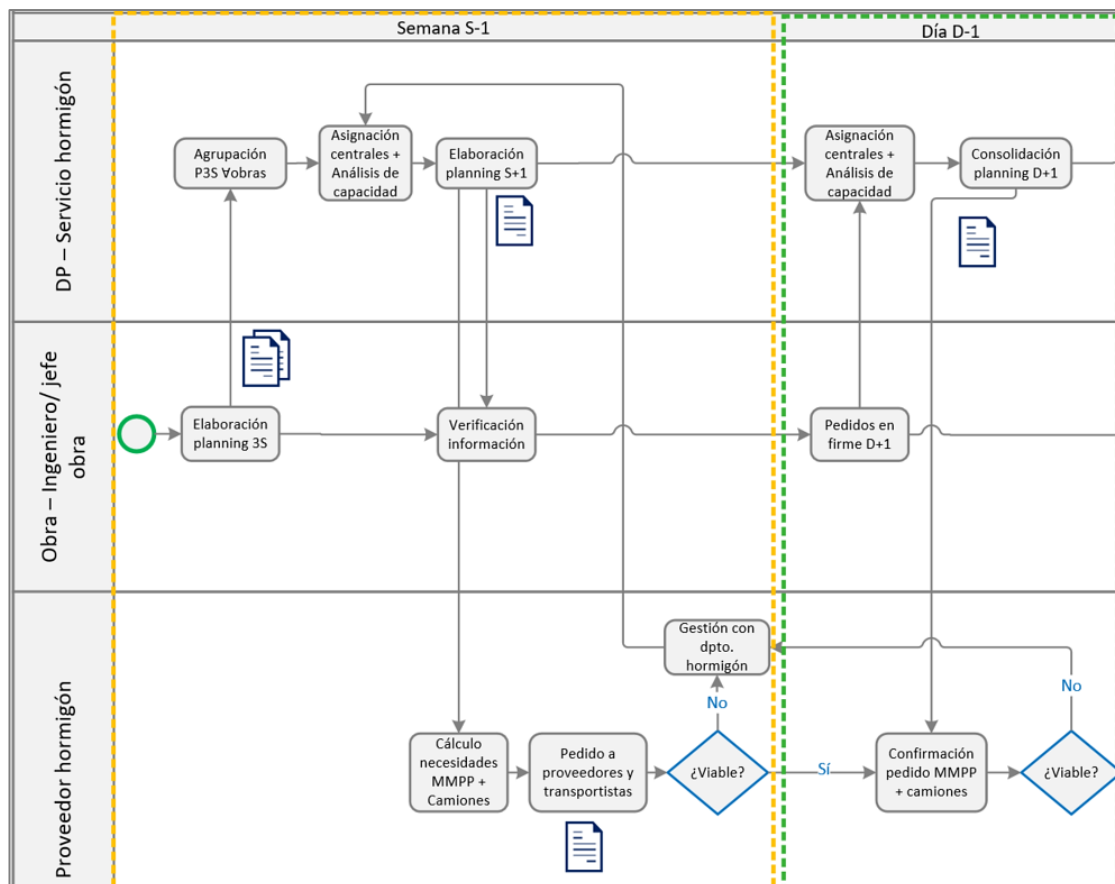 Semana S-1
Día D-1
DP – Servicio hormigón
Agrupación
P3S ∀obras
Asignación
centrales +
Análisis de
capacidad
Elaboración
planning S+1
Asignación
centrales +
Análisis de
capacidad
Consolidación
planning D+1
Obra – Ingeniero/ jefe
obra
Elaboración
planning 3S
Verificación
información
Pedidos en
firme D+1
Proveedor hormigón
Gestión con
dpto.
hormigón
No
No
Cálculo
necesidades
MMPP +
Camiones
Pedido a
proveedores y
transportistas
¿Viable?
Sí
Confirmación
pedido MMPP
+ camiones
¿Viable?